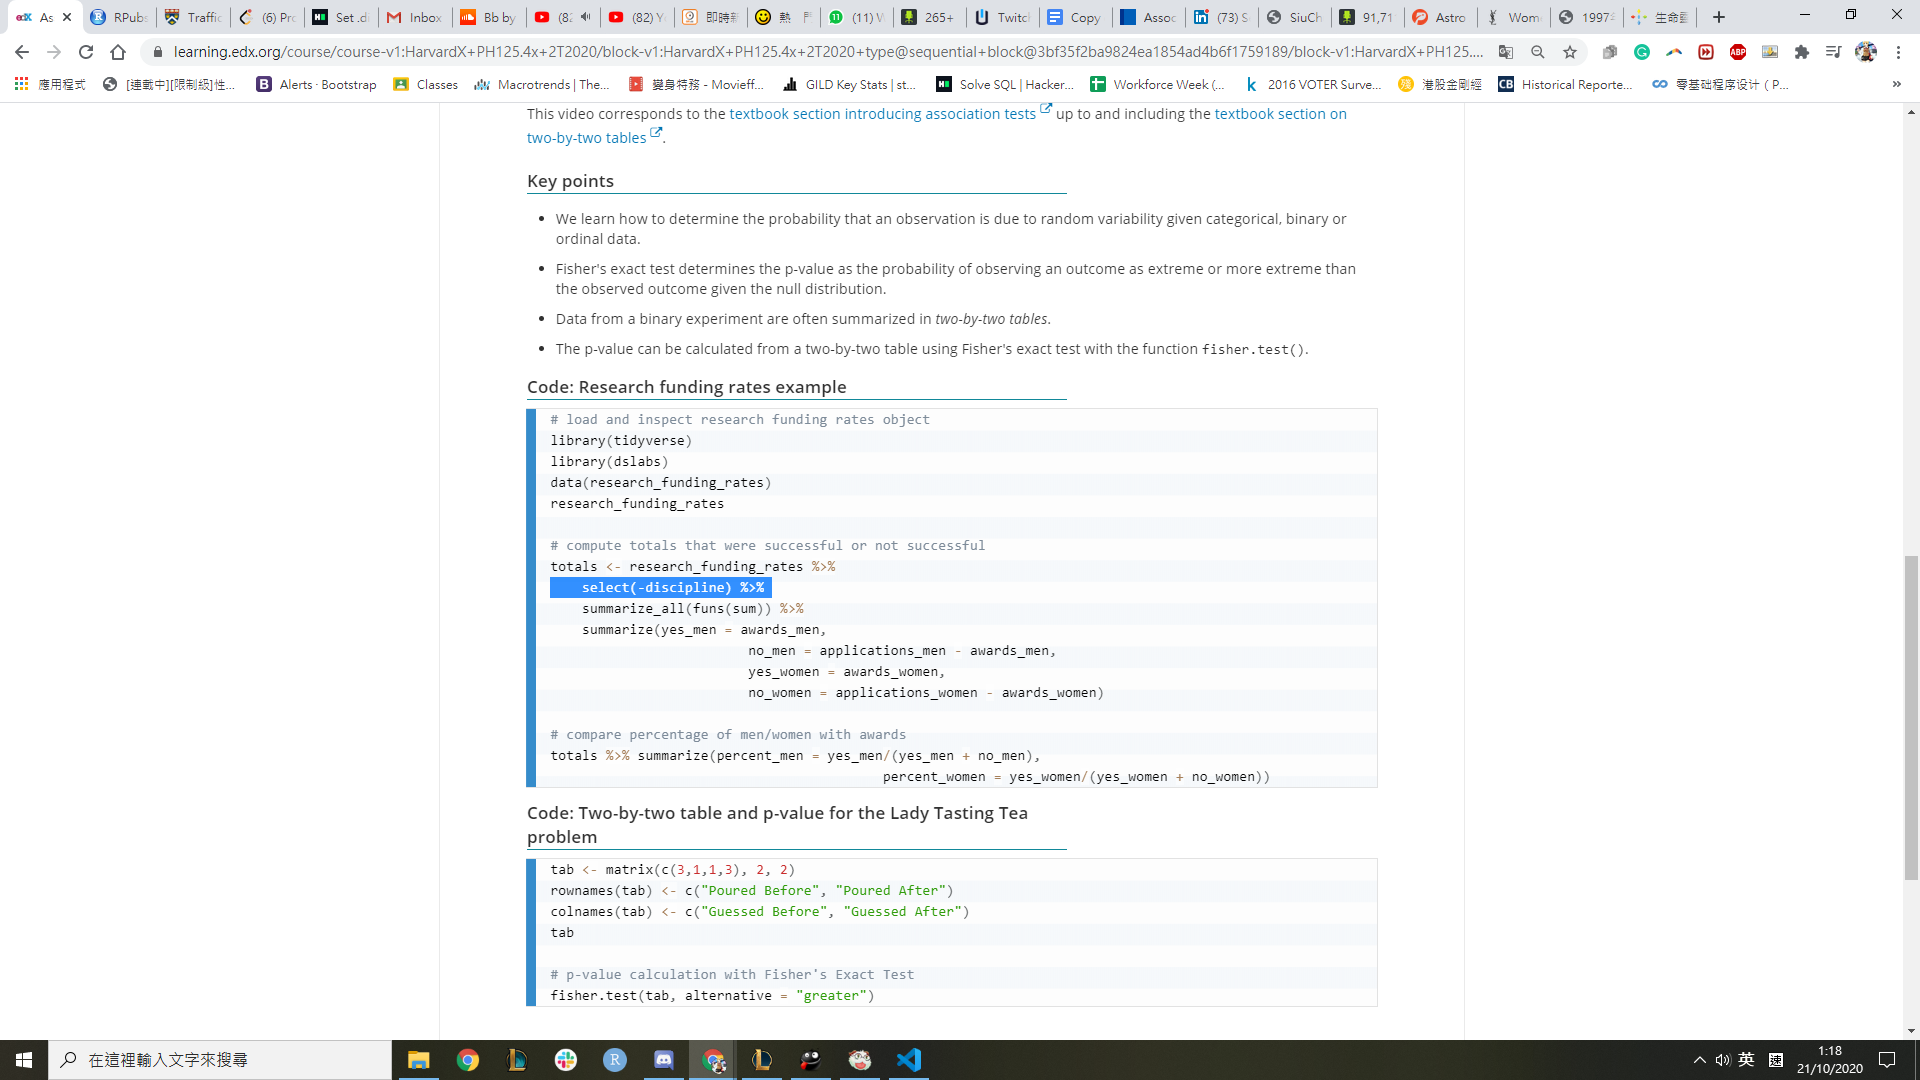 As
RPubs
Traffic
(6) Pro
Set .di
Inbox
Bb by
(82
(82) Y
即時新
熱
(11) W
265+
Twitch
Copy
Assoc
(73) S
SiuCh
91,71
Astro
Wom
1997
生命靈
learning.edx.org/course/course-v1:HarvardX+PH125.4x+2T2020/block-v1:HarvardX+PH125.4x+2T2020+type@sequential+block@3bf35f2ba9824ea1854ad4b6f1759189/block-v1:HarvardX+PH125....
應用程式
[連載中][限制級]性...
Alerts · Bootstrap
Classes
Macrotrends | The...
變身特務 - Movieff...
GILD Key Stats | st...
Solve SQL | Hacker...
Workforce Week (...
2016 VOTER Surve...
港股金剛經
Historical Reporte...
零基础程序设计（P...
This video corresponds to the textbook section introducing association tests up to and including the textbook section on
two-by-two tables .
Key points
• We learn how to determine the probability that an observation is due to random variability given categorical, binary or
ordinal data.
• Fisher's exact test determines the p-value as the probability of observing an outcome as extreme or more extreme than
the observed outcome given the null distribution.
• Data from a binary experiment are often summarized in two-by-two tables.
• The p-value can be calculated from a two-by-two table using Fisher's exact test with the function fisher.test().
Code: Research funding rates example
# load and inspect research funding rates object
library(tidyverse)
library(dslabs)
data(research_funding_rates)
research_funding_rates
# compute totals that were successful or not successful
totals <- research_funding_rates %>%
select(-discipline) %>%
summarize_all(funs(sum)) %>%
summarize(yes_men = awards_men,
no_men = applications_men - awards_men,
yes_women = awards_women,
no_women = applications_women - awards_women)
# compare percentage of men/women with awards
totals %>% summarize(percent_men = yes_men/(yes_men + no_men),
percent_women = yes_women/(yes_women + no_women))
Code: Two-by-two table and p-value for the Lady Tasting Tea
problem
tab <- matrix(c(3,1,1,3), 2, 2)
rownames(tab) <- c("Poured Before", "Poured After")
colnames(tab) <- c("Guessed Before", "Guessed After")
tab
# p-value calculation with Fisher's Exact Test
fisher.test(tab, alternative = "greater")
在這裡輸入文字來搜尋
英
速
1:18
21/10/2020